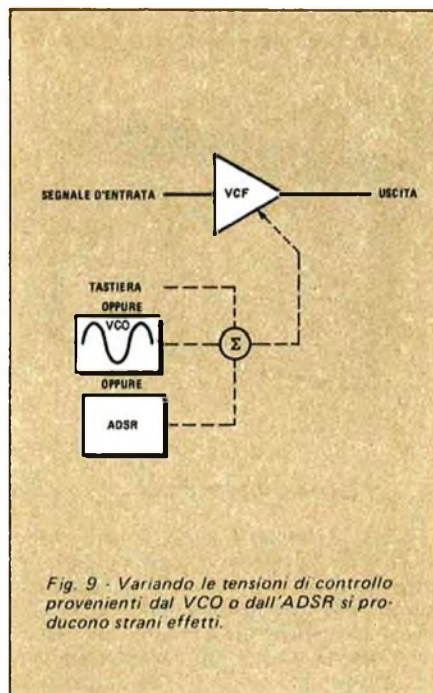 VCF
SEGNALE D'ENTRATA
USCITA
TASTIERA
OPPURE
VCO
Σ
OPPURE
ADSR
Fig. 9 - Variando le tensioni di controllo
provenienti dal VCO o dall'ADSR si pro-
ducono strani effetti.